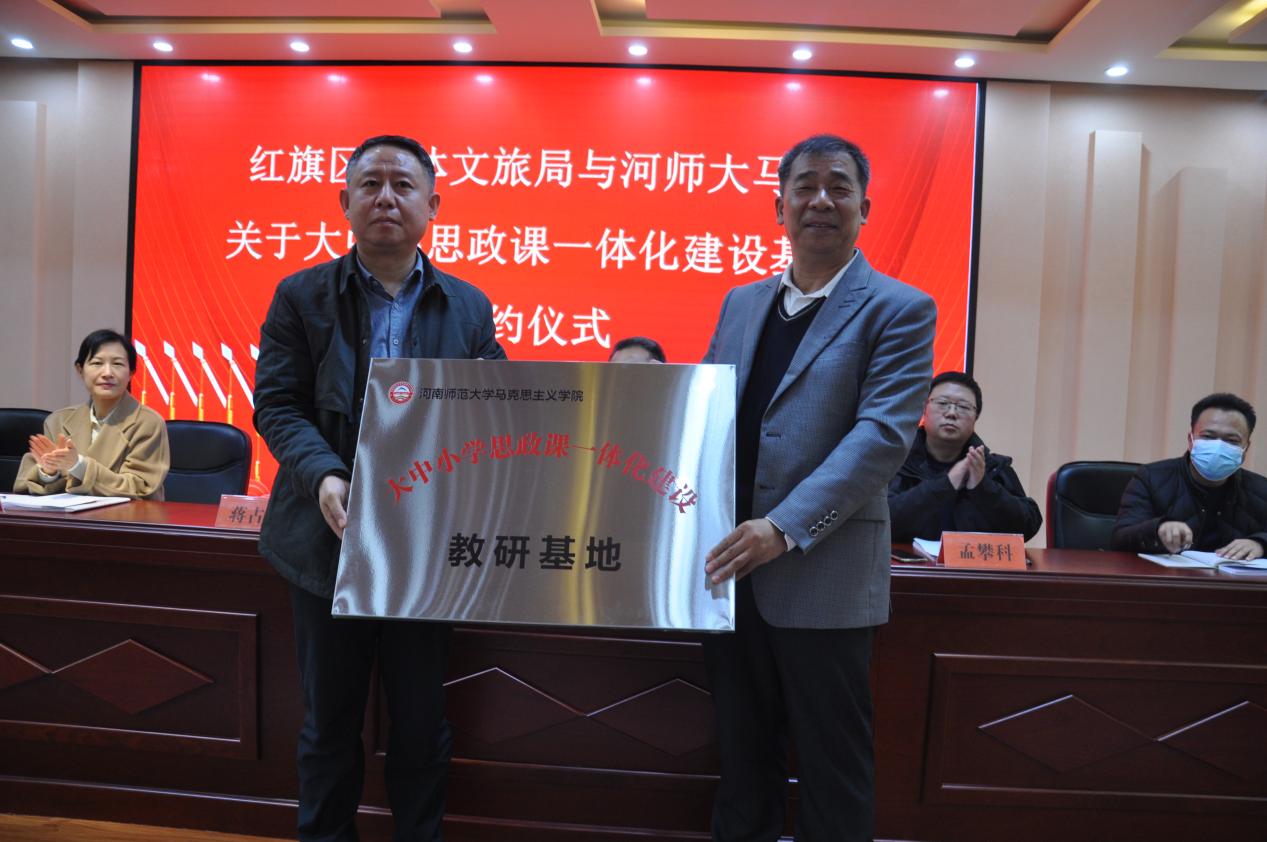 红旗区 体文旅局与河师大马
关于大 思政课一体化建设基
约仪式
河南师范大学马克思主义学院
大中小学思政课一体化建设
教研基地
蒋占
孟攀科